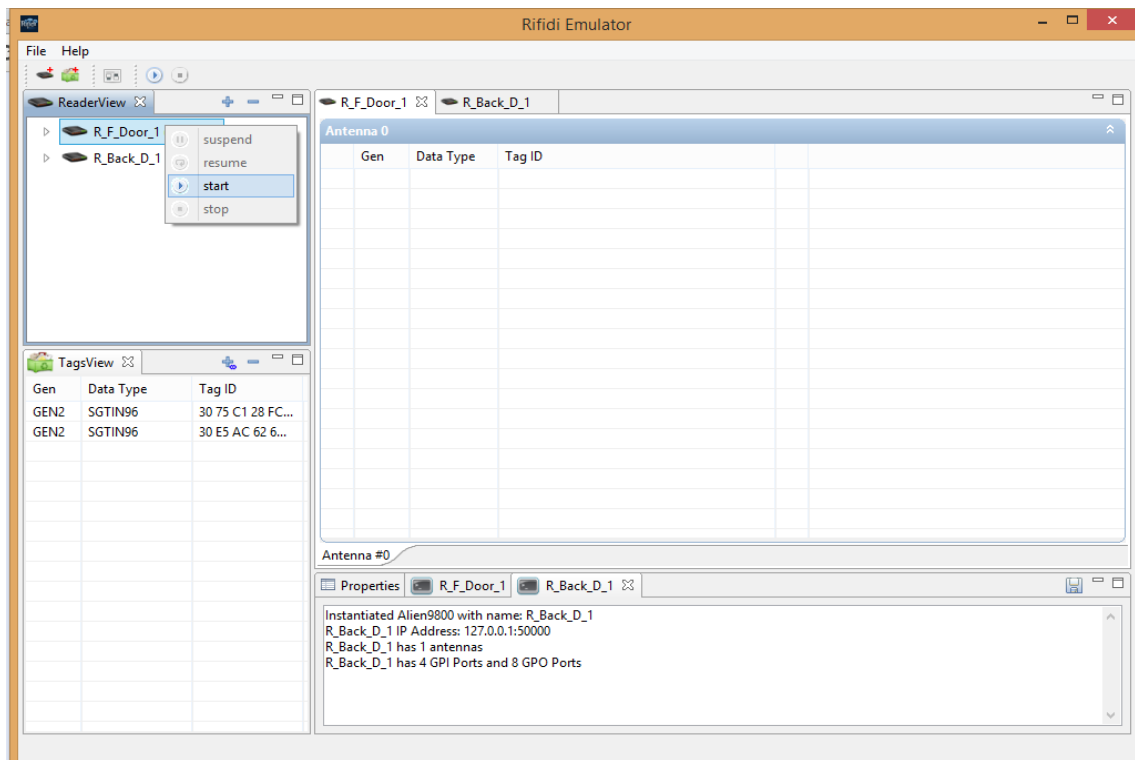 Rifidi Emulator
File Help
ReaderView
R_F_Door_1
R_Back_D_1
suspend
resume
start
stop
R_F_Door_1 R_Back_D_1
Antenna 0
Gen Data Type Tag ID
Antenna #0
TagsView
Gen Data Type Tag ID
GEN2 SGTIN96 30 75 C1 28 FC...
GEN2 SGTIN96 30 E5 AC 62 6...
Properties R_F_Door_1 R_Back_D_1
Instantiated Alien9800 with name: R_Back_D_1
R_Back_D_1 IP Address: 127.0.0.1:50000
R_Back_D_1 has 1 antennas
R_Back_D_1 has 4 GPI Ports and 8 GPO Ports